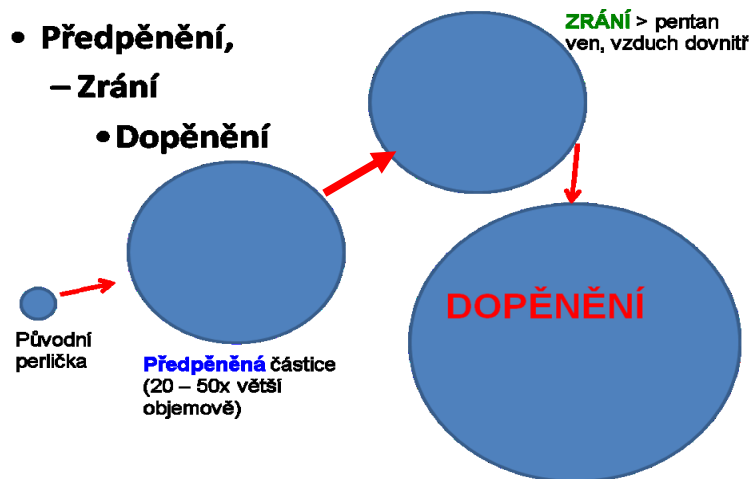 • Předpěnění,
– Zrání
• Dopěnění
ZRÁNÍ > pentan
ven, vzduch dovnitř
DOPĚNĚNÍ
Původní
perlička
Předpěněná částice
(20 – 50x větší
objemově)